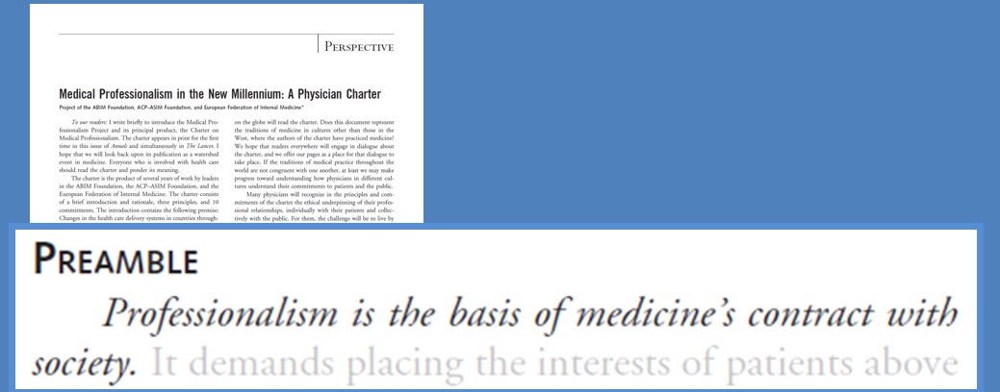 PERSPECTIVE
Medical Professionalism in the New Millennium: A Physician Charter
Project of the ABIM Foundation, ACP–ASIM Foundation, and European Federation of Internal Medicine*
To our readers: I write briefly to introduce the Medical Pro-
fessionalism Project and its principal product, the Charter on
Medical Professionalism. The charter appears in print for the first
time in this issue of Annals and simultaneously in The Lancet. I
hope that we will look back upon its publication as a watershed
event in medicine. Everyone who is involved with health care
should read the charter and ponder its meaning.
The charter is the product of several years of work by leaders
in the ABIM Foundation, the ACP–ASIM Foundation, and the
European Federation of Internal Medicine. The charter consists
of a brief introduction and rationale, three principles, and 10
commitments. The introduction contains the following premise:
Changes in the health care delivery systems in countries through-
on the globe will read the charter. Does this document represent
the traditions of medicine in cultures other than those in the
West, where the authors of the charter have practiced medicine?
We hope that readers everywhere will engage in dialogue about
the charter, and we offer our pages as a place for that dialogue to
take place. If the traditions of medical practice throughout the
world are not congruent with one another, at least we may make
progress toward understanding how physicians in different cul-
tures understand their commitments to patients and the public.
Many physicians will recognize in the principles and com-
mitments of the charter the ethical underpinning of their profes-
sional relationships, individually with their patients and collec-
tively with the public. For them, the challenge will be to live by
PREAMBLE
Professionalism is the basis of medicine’s contract with
society. It demands placing the interests of patients above